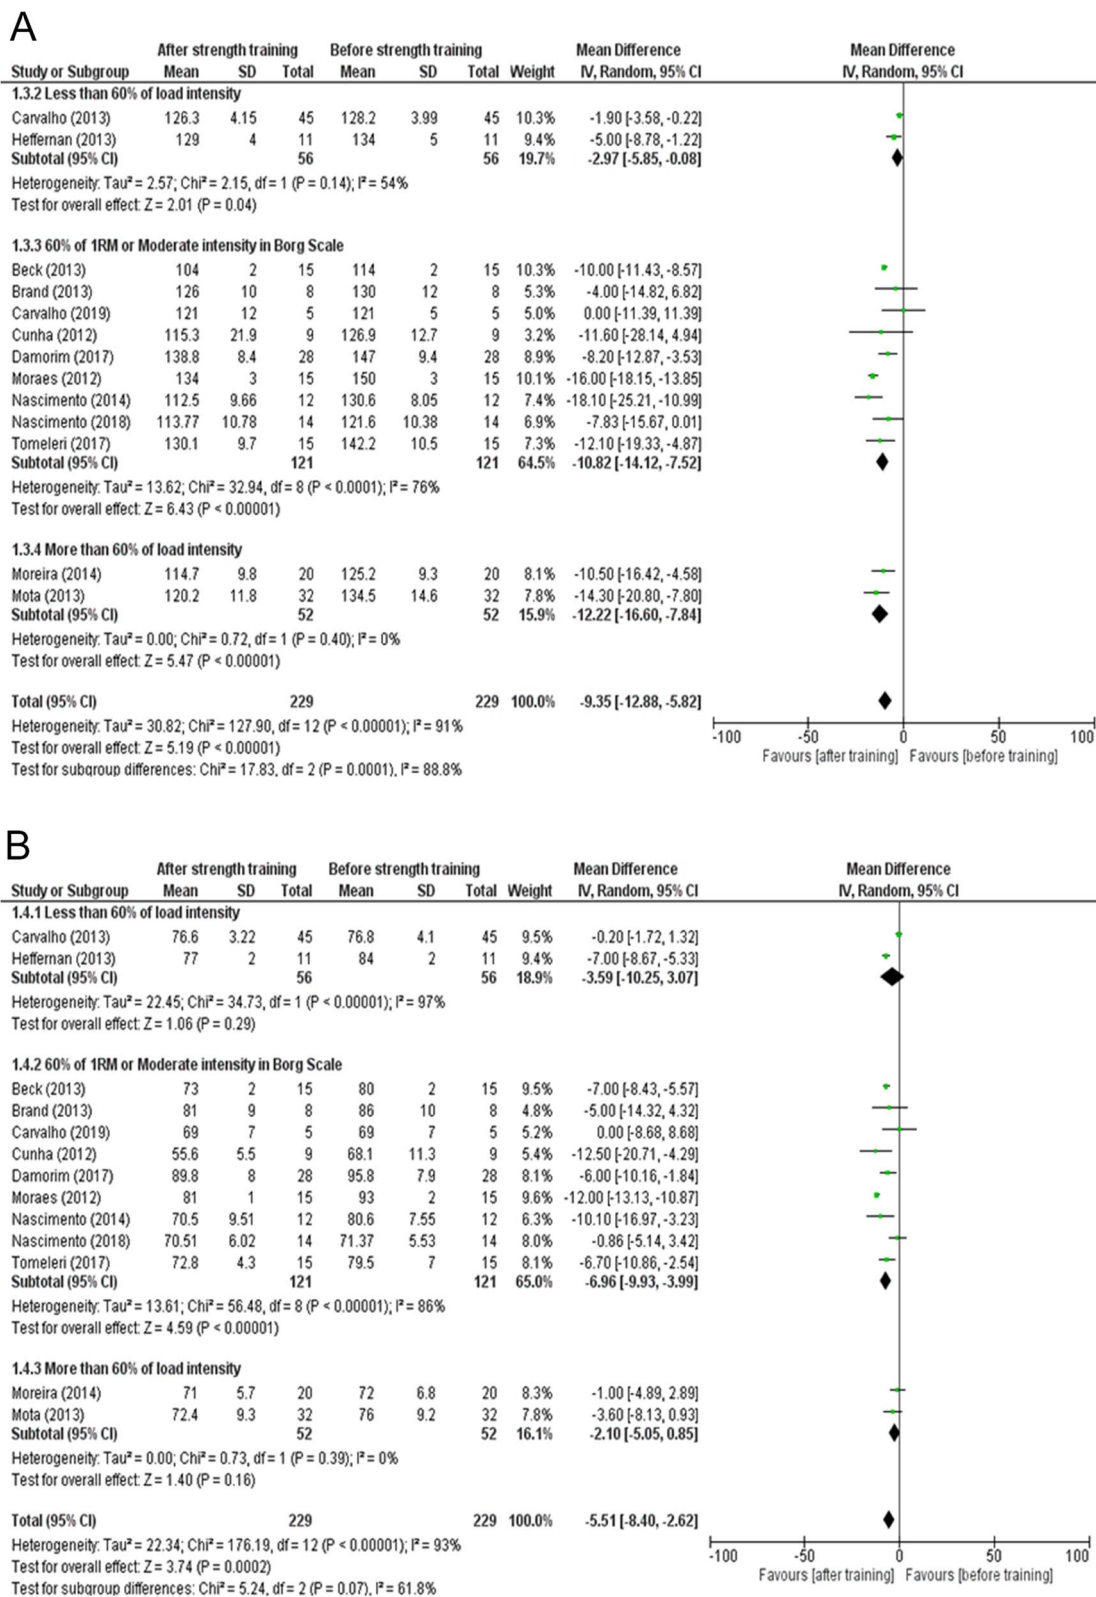 A
After strength training Before strength training Mean Difference Mean Difference
Study or Subgroup Mean SD Total Mean SD Total Weight IV, Random, 95% CI IV, Random, 95% CI
1.3.2 Less than 60% of load intensity
Carvalho (2013) 126.3 4.15 45 128.2 3.99 45 10.3% -1.90 [-3.58, -0.22]
Heffernan (2013) 129 4 11 134 5 11 9.4% -5.00 [-8.78, -1.22]
Subtotal (95% CI) 56 56 19.7% -2.97 [-5.85, -0.08]
Heterogeneity: Tau² = 2.57; Chi² = 2.15, df = 1 (P = 0.14); I² = 54%
Test for overall effect: Z = 2.01 (P = 0.04)
1.3.3 60% of 1RM or Moderate intensity in Borg Scale
Beck (2013) 104 2 15 114 2 15 10.3% -10.00 [-11.43, -8.57]
Brand (2013) 126 10 8 130 12 8 5.3% -4.00 [-14.82, 6.82]
Carvalho (2019) 121 12 5 121 5 5 5.0% 0.00 [-11.39, 11.39]
Cunha (2012) 115.3 21.9 9 126.9 12.7 9 3.2% -11.60 [-28.14, 4.94]
Damorim (2017) 138.8 8.4 28 147 9.4 28 8.9% -8.20 [-12.87, -3.53]
Moraes (2012) 134 3 15 150 3 15 10.1% -16.00 [-18.15, -13.85]
Nascimento (2014) 112.5 9.66 12 130.6 8.05 12 7.4% -18.10 [-25.21, -10.99]
Nascimento (2018) 113.77 10.78 14 121.6 10.38 14 6.9% -7.83 [-15.67, 0.01]
Tomeleri (2017) 130.1 9.7 15 142.2 10.5 15 7.3% -12.10 [-19.33, -4.87]
Subtotal (95% CI) 121 121 64.5% -10.82 [-14.12, -7.52]
Heterogeneity: Tau² = 13.62; Chi² = 32.94, df = 8 (P < 0.0001); I² = 76%
Test for overall effect: Z = 6.43 (P < 0.00001)
1.3.4 More than 60% of load intensity
Moreira (2014) 114.7 9.8 20 125.2 9.3 20 8.1% -10.50 [-16.42, -4.58]
Mota (2013) 120.2 11.8 32 134.5 14.6 32 7.8% -14.30 [-20.80, -7.80]
Subtotal (95% CI) 52 52 15.9% -12.22 [-16.60, -7.84]
Heterogeneity: Tau² = 0.00; Chi² = 0.72, df = 1 (P = 0.40); I² = 0%
Test for overall effect: Z = 5.47 (P < 0.00001)
Total (95% CI) 229 229 100.0% -9.35 [-12.88, -5.82]
Heterogeneity: Tau² = 30.82; Chi² = 127.90, df = 12 (P < 0.00001); I² = 91%
Test for overall effect: Z = 5.19 (P < 0.00001)
Test for subgroup differences: Chi² = 17.83, df = 2 (P = 0.0001), I² = 88.8%
-100 -50 0 50 100
Favours [after training] Favours [before training]
B
After strength training Before strength training Mean Difference Mean Difference
Study or Subgroup Mean SD Total Mean SD Total Weight IV, Random, 95% CI IV, Random, 95% CI
1.4.1 Less than 60% of load intensity
Carvalho (2013) 76.6 3.22 45 76.8 4.1 45 9.5% -0.20 [-1.72, 1.32]
Heffernan (2013) 77 2 11 84 2 11 9.4% -7.00 [-8.67, -5.33]
Subtotal (95% CI) 56 56 18.9% -3.59 [-10.25, 3.07]
Heterogeneity: Tau² = 22.45; Chi² = 34.73, df = 1 (P < 0.00001); I² = 97%
Test for overall effect: Z = 1.06 (P = 0.29)
1.4.2 60% of 1RM or Moderate intensity in Borg Scale
Beck (2013) 73 2 15 80 2 15 9.5% -7.00 [-8.43, -5.57]
Brand (2013) 81 9 8 86 10 8 4.8% -5.00 [-14.32, 4.32]
Carvalho (2019) 69 7 5 69 7 5 5.2% 0.00 [-8.68, 8.68]
Cunha (2012) 55.6 5.5 9 68.1 11.3 9 5.4% -12.50 [-20.71, -4.29]
Damorim (2017) 89.8 8 28 95.8 7.9 28 8.1% -6.00 [-10.16, -1.84]
Moraes (2012) 81 1 15 93 2 15 9.6% -12.00 [-13.13, -10.87]
Nascimento (2014) 70.5 9.51 12 80.6 7.55 12 6.3% -10.10 [-16.97, -3.23]
Nascimento (2018) 70.51 6.02 14 71.37 5.53 14 8.0% -0.86 [-5.14, 3.42]
Tomeleri (2017) 72.8 4.3 15 79.5 7 15 8.1% -6.70 [-10.86, -2.54]
Subtotal (95% CI) 121 121 65.0% -6.96 [-9.93, -3.99]
Heterogeneity: Tau² = 13.61; Chi² = 56.48, df = 8 (P < 0.00001); I² = 86%
Test for overall effect: Z = 4.59 (P < 0.00001)
1.4.3 More than 60% of load intensity
Moreira (2014) 71 5.7 20 72 6.8 20 8.3% -1.00 [-4.89, 2.89]
Mota (2013) 72.4 9.3 32 76 9.2 32 7.8% -3.60 [-8.13, 0.93]
Subtotal (95% CI) 52 52 16.1% -2.10 [-5.05, 0.85]
Heterogeneity: Tau² = 0.00; Chi² = 0.73, df = 1 (P = 0.39); I² = 0%
Test for overall effect: Z = 1.40 (P = 0.16)
Total (95% CI) 229 229 100.0% -5.51 [-8.40, -2.62]
Heterogeneity: Tau² = 22.34; Chi² = 176.19, df = 12 (P < 0.00001); I² = 93%
Test for overall effect: Z = 3.74 (P = 0.0002)
Test for subgroup differences: Chi² = 5.24, df = 2 (P = 0.07), I² = 61.8%
-100 -50 0 50 100
Favours [after training] Favours [before training]